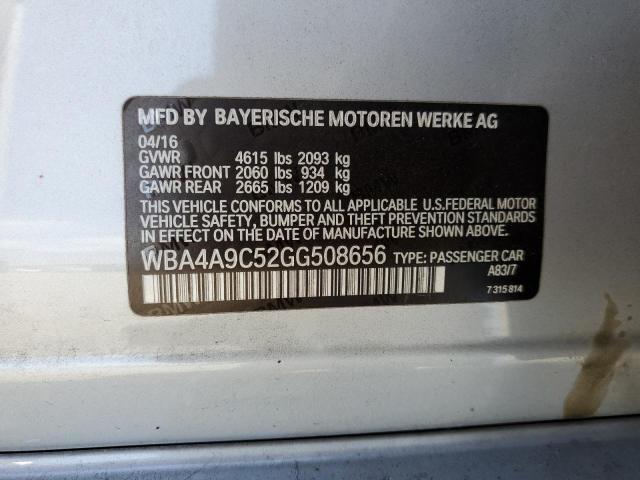 MFD BY BAYERISCHE MOTOREN WERKE AG
04/16
GVWR 4615 lbs 2093 kg
GAWR FRONT 2060 lbs 934 kg
GAWR REAR 2665 lbs 1209 kg
THIS VEHICLE CONFORMS TO ALL APPLICABLE U.S.FEDERAL MOTOR
VEHICLE SAFETY, BUMPER AND THEFT PREVENTION STANDARDS
IN EFFECT ON THE DATE OF MANUFACTURE SHOWN ABOVE.
WBA4A9C52GG508656 TYPE: PASSENGER CAR
A83/7
7 315 814